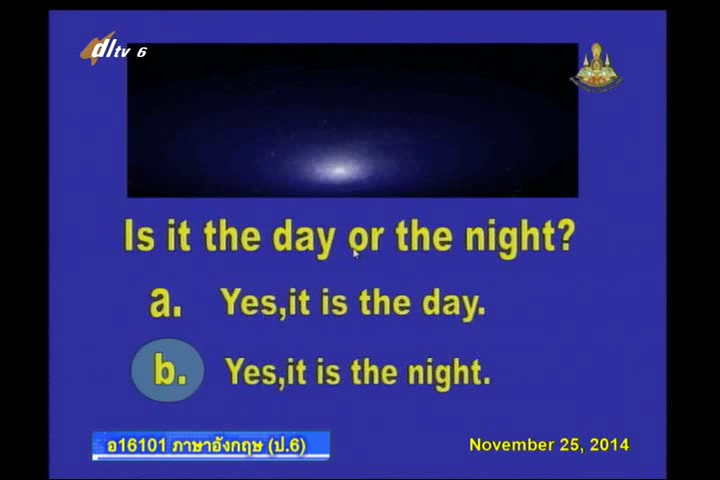 dltv 6
Is it the day or the night?
a. Yes,it is the day.
b. Yes,it is the night.
อ16101 ภาษาอังกฤษ (ป.6)
November 25, 2014